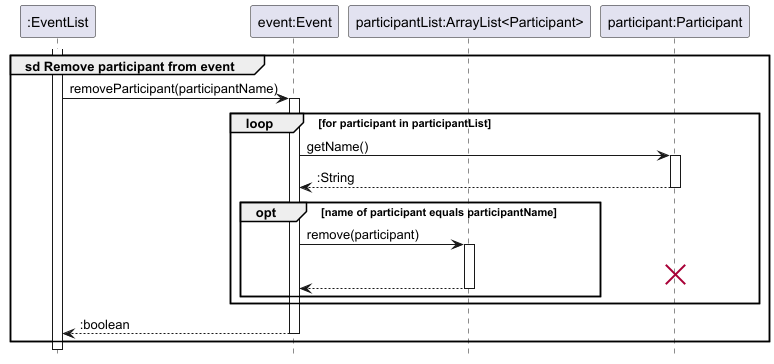 :EventList
event:Event
participantList:ArrayList<Participant>
participant:Participant
sd Remove participant from event
removeParticipant(participantName)
loop
[for participant in participantList]
getName()
:String
opt
[name of participant equals participantName]
remove(participant)
:boolean